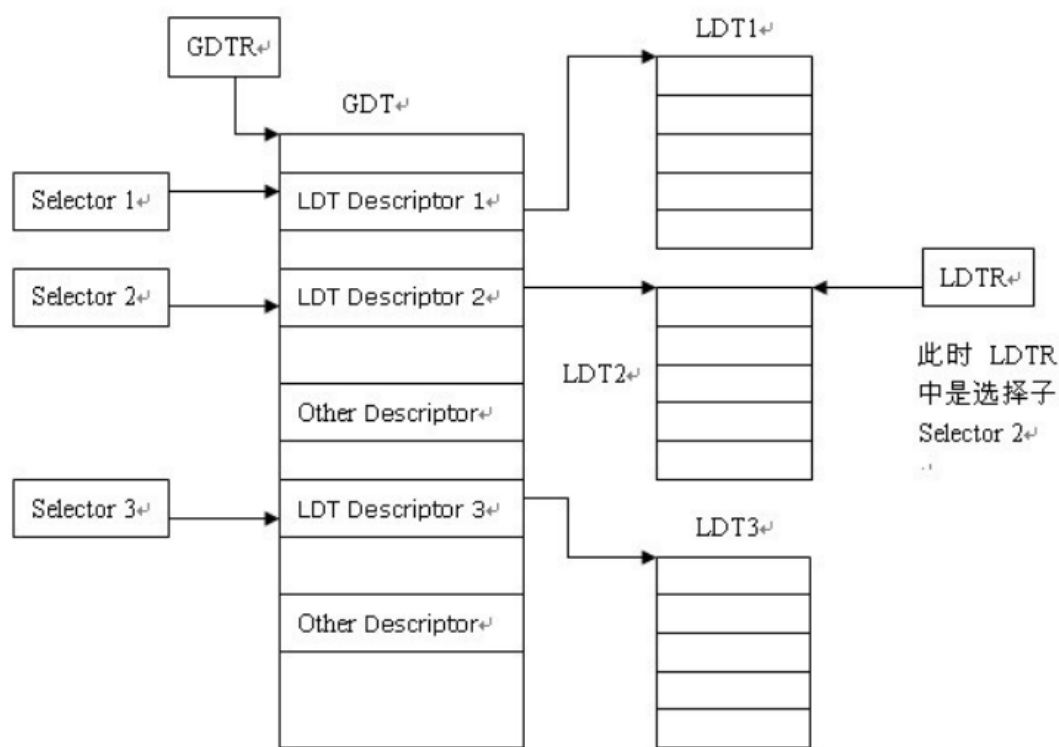 GDTR↵
LDT1↵
GDT↵
Selector 1↵
LDT Descriptor 1↵
Selector 2↵
LDT Descriptor 2↵
LDTR↵
LDT2↵
此时 LDTR
中是选择子
Selector 2↵
↵
Other Descriptor↵
Selector 3↵
LDT Descriptor 3↵
LDT3↵
Other Descriptor↵